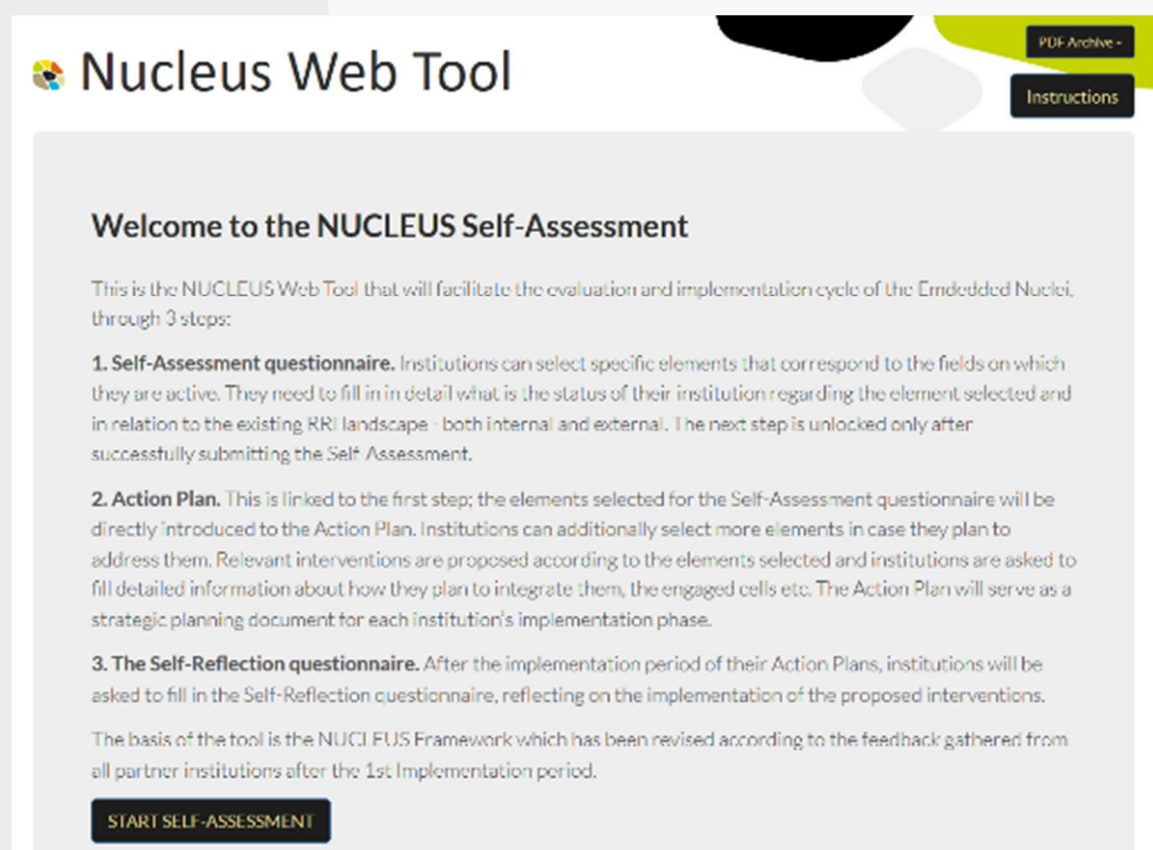 PDF Archive -
Nucleus Web Tool
Instructions
Welcome to the NUCLEUS Self-Assessment
This is the NUCLEUS Web Tool that will facilitate the evaluation and implementation cycle of the Emdedded Nuclei,
through 3 steps:
1. Self-Assessment questionnaire. Institutions can select specific elements that correspond to the fields on which
they are active. They need to fill in in detail what is the status of their institution regarding the element selected and
in relation to the existing RRI landscape - both internal and external. The next step is unlocked only after
successfully submitting the Self-Assessment.
2. Action Plan. This is linked to the first step; the elements selected for the Self-Assessment questionnaire will be
directly introduced to the Action Plan. Institutions can additionally select more elements in case they plan to
address them. Relevant interventions are proposed according to the elements selected and institutions are asked to
fill detailed information about how they plan to integrate them, the engaged cells etc. The Action Plan will serve as a
strategic planning document for each institution's implementation phase.
3. The Self-Reflection questionnaire. After the implementation period of their Action Plans, institutions will be
asked to fill in the Self-Reflection questionnaire, reflecting on the implementation of the proposed interventions.
The basis of the tool is the NUCLEUS Framework which has been revised according to the feedback gathered from
all partner institutions after the 1st Implementation period.
START SELF-ASSESSMENT